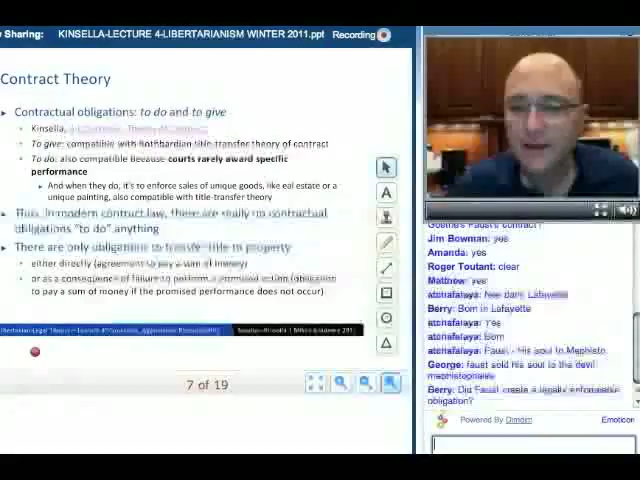 w Sharing: KINSELLA-LECTURE 4-LIBERTARIANISM WINTER 2011.ppt Recording
Contract Theory
Contractual obligations: to do and to give
Kinsella,
To give: compatible with Rothbardian title-transfer theory of contract
To do: also compatible because courts rarely award specific
performance
And when they do, it's to enforce sales of unique goods, like real estate or a
unique painting, also compatible with title-transfer theory
Thus, in modern contract law, there are really no contractual
obligations "to do" anything
There are only obligations to transfer title to property
either directly (agreement to pay a sum of money)
or as a consequence of failure to perform a promised action (obligation
to pay a sum of money if the promised performance does not occur)
7 of 19
Goethe's Faust's contract?
Jim Bowman: yes
Amanda: yes
Roger Toutant: clear
Matthew: yes
atchafalaya: Lafayette
Berry: Born in Lafayette
atchafalaya: Yes
atchafalaya: Born
atchafalaya: Faust - His soul to Mephisto
George: faust sold his soul to the devil
mephistopheles
Berry: Did Faust create a legally enforceable
obligation?
Powered By Dimdim Emoticon